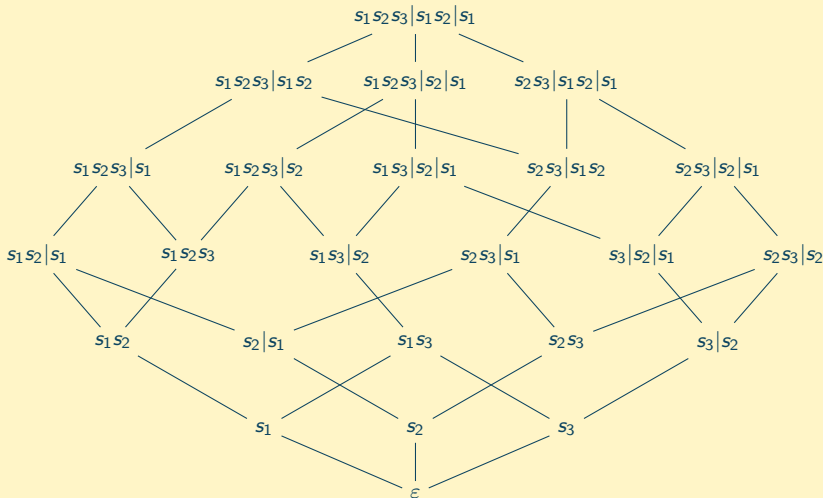 s₁s₂s₃|s₁s₂|s₁
s₁s₂s₃|s₁s₂ s₁s₂s₃|s₂|s₁ s₂s₃|s₁s₂|s₁
s₁s₂s₃|s₁ s₁s₂s₃|s₂ s₁s₃|s₂|s₁ s₂s₃|s₁s₂ s₂s₃|s₂|s₁
s₁s₂|s₁ s₁s₂s₃ s₁s₃|s₂ s₂s₃|s₁ s₃|s₂|s₁ s₂s₃|s₂
s₁s₂ s₂|s₁ s₁s₃ s₂s₃ s₃|s₂
s₁ s₂ s₃
ε